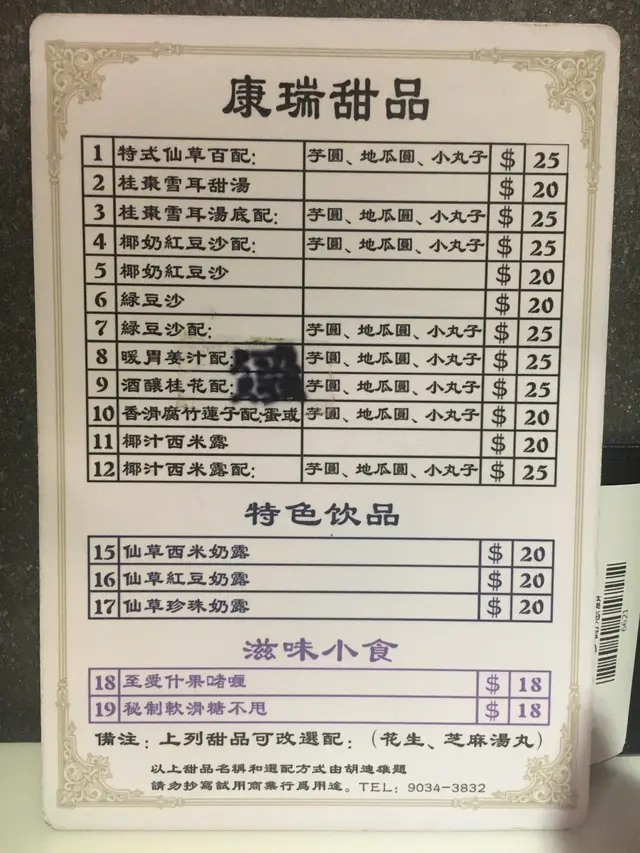 康瑞甜品
1 特式仙草百配: 芋圓、地瓜圓、小丸子 $ 25
2 桂棗雪耳甜湯 $ 20
3 桂棗雪耳湯底配: 芋圓、地瓜圓、小丸子 $ 25
4 椰奶紅豆沙配: 芋圓、地瓜圓、小丸子 $ 25
5 椰奶紅豆沙 $ 20
6 綠豆沙 $ 20
7 綠豆沙配: 芋圓、地瓜圓、小丸子 $ 25
8 暖胃姜汁配: 芋圓、地瓜圓、小丸子 $ 25
9 酒釀桂花配: 芋圓、地瓜圓、小丸子 $ 25
10 香滑腐竹蓮子配:蛋或 芋圓、地瓜圓、小丸子 $ 20
11 椰汁西米露 $ 20
12 椰汁西米露配: 芋圓、地瓜圓、小丸子 $ 25
特色饮品
15 仙草西米奶露 $ 20
16 仙草紅豆奶露 $ 20
17 仙草珍珠奶露 $ 20
滋味小食
18 至愛什果啫喱 $ 18
19 秘制軟滑糖不甩 $ 18
備注：上列甜品可改選配：（花生、芝麻湯丸）
以上甜品名稱和選配方式由胡迪雄題
請勿抄寫試用商業行爲用途。TEL: 9034-3832
6621